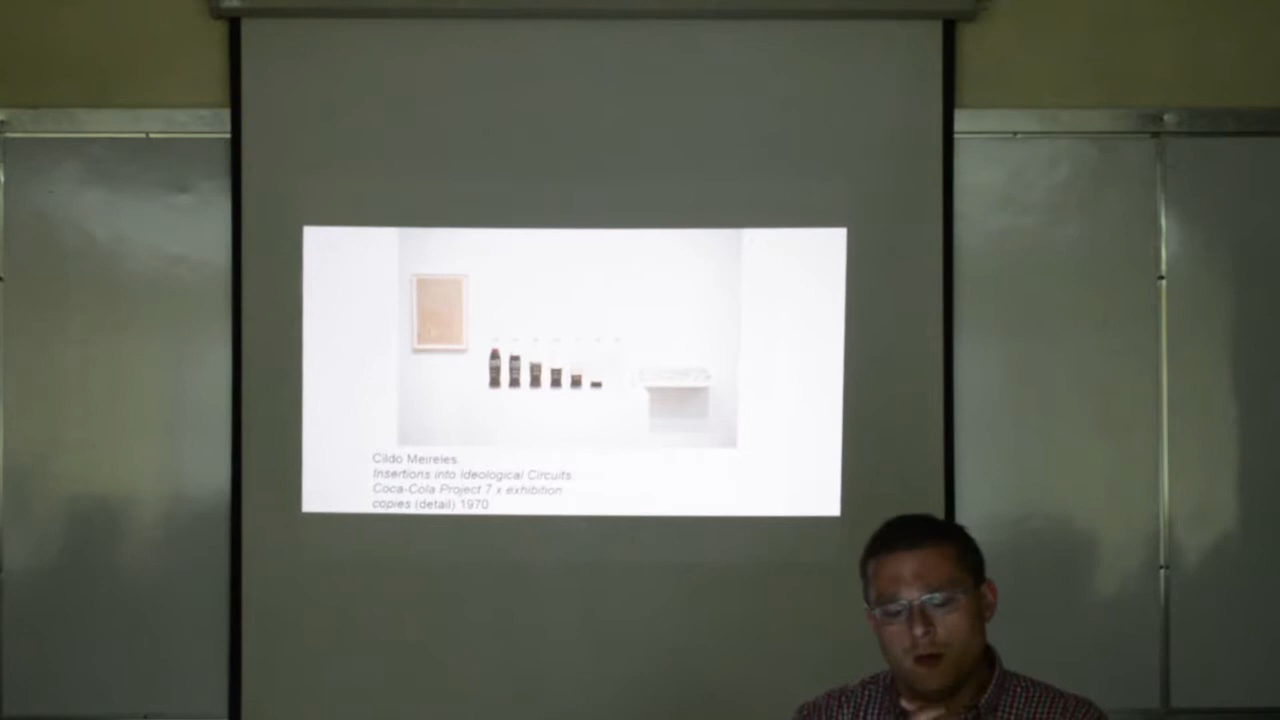 Cildo Meireles.
Insertions into Ideological Circuits
Coca-Cola Project 7 x exhibition
copies (detail) 1970